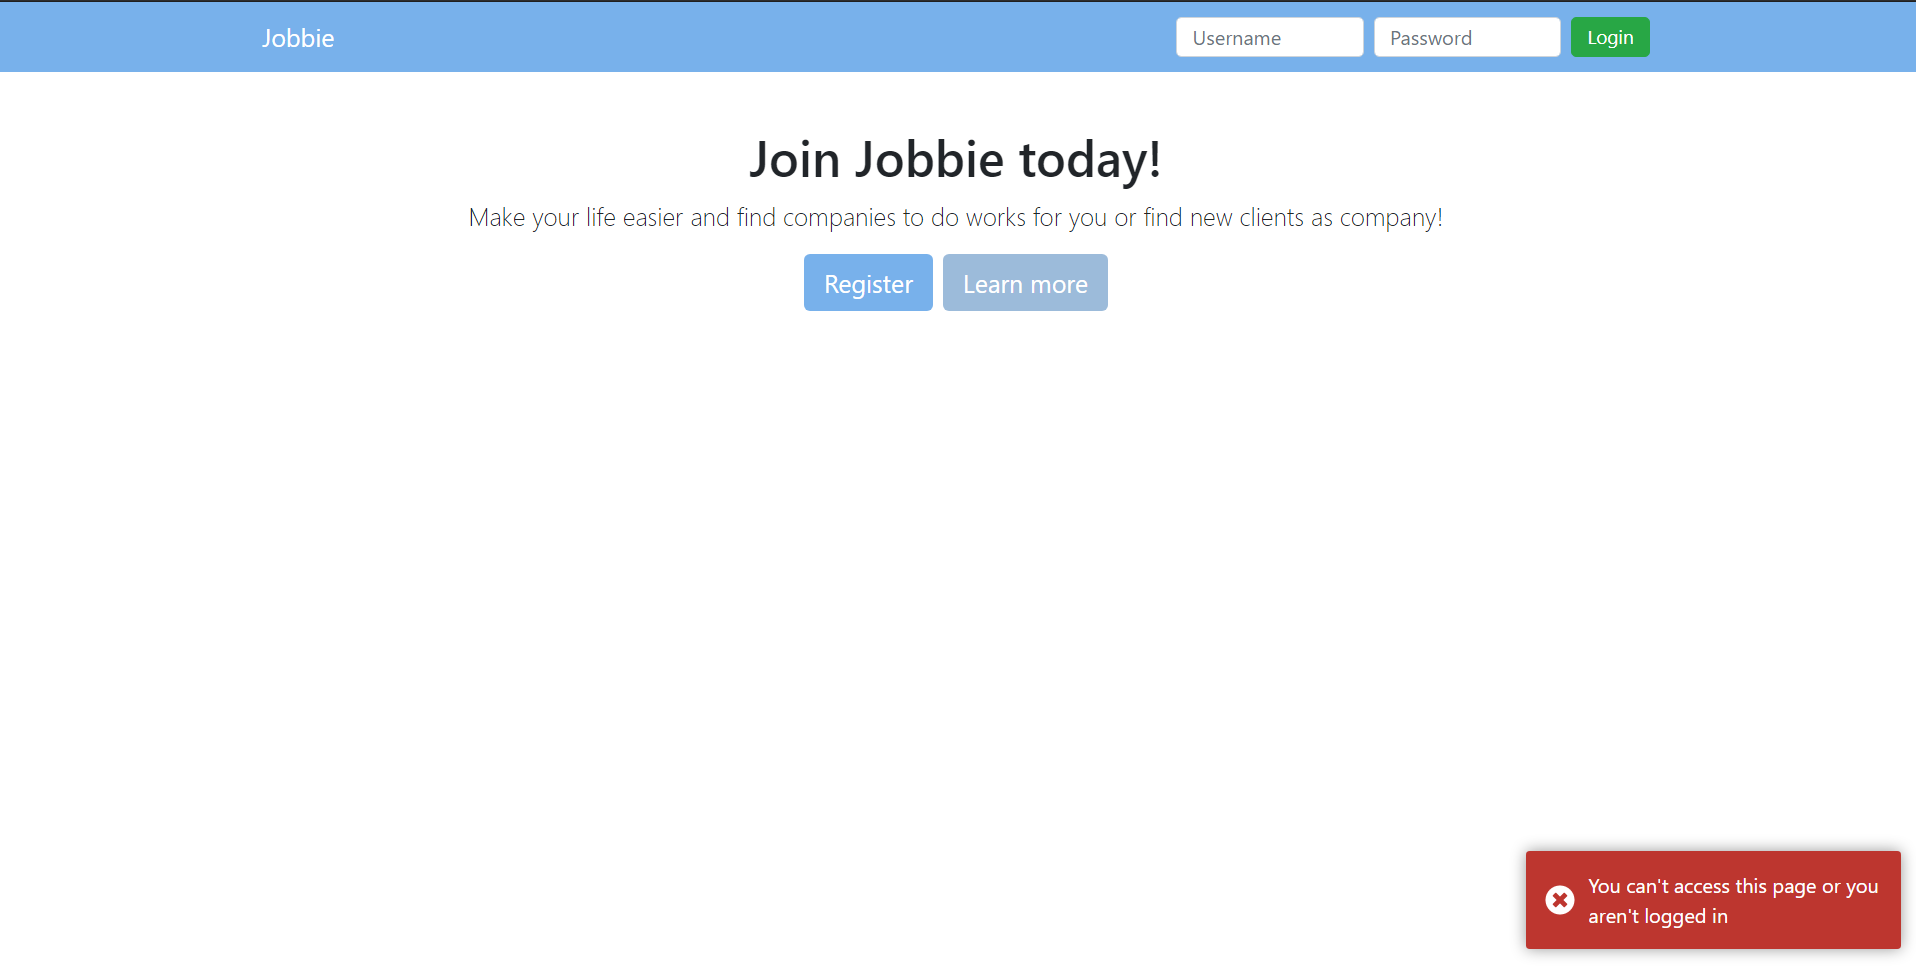 Jobbie
Username
Password
Login
Join Jobbie today!
Make your life easier and find companies to do works for you or find new clients as company!
Register
Learn more
You can't access this page or you
aren't logged in